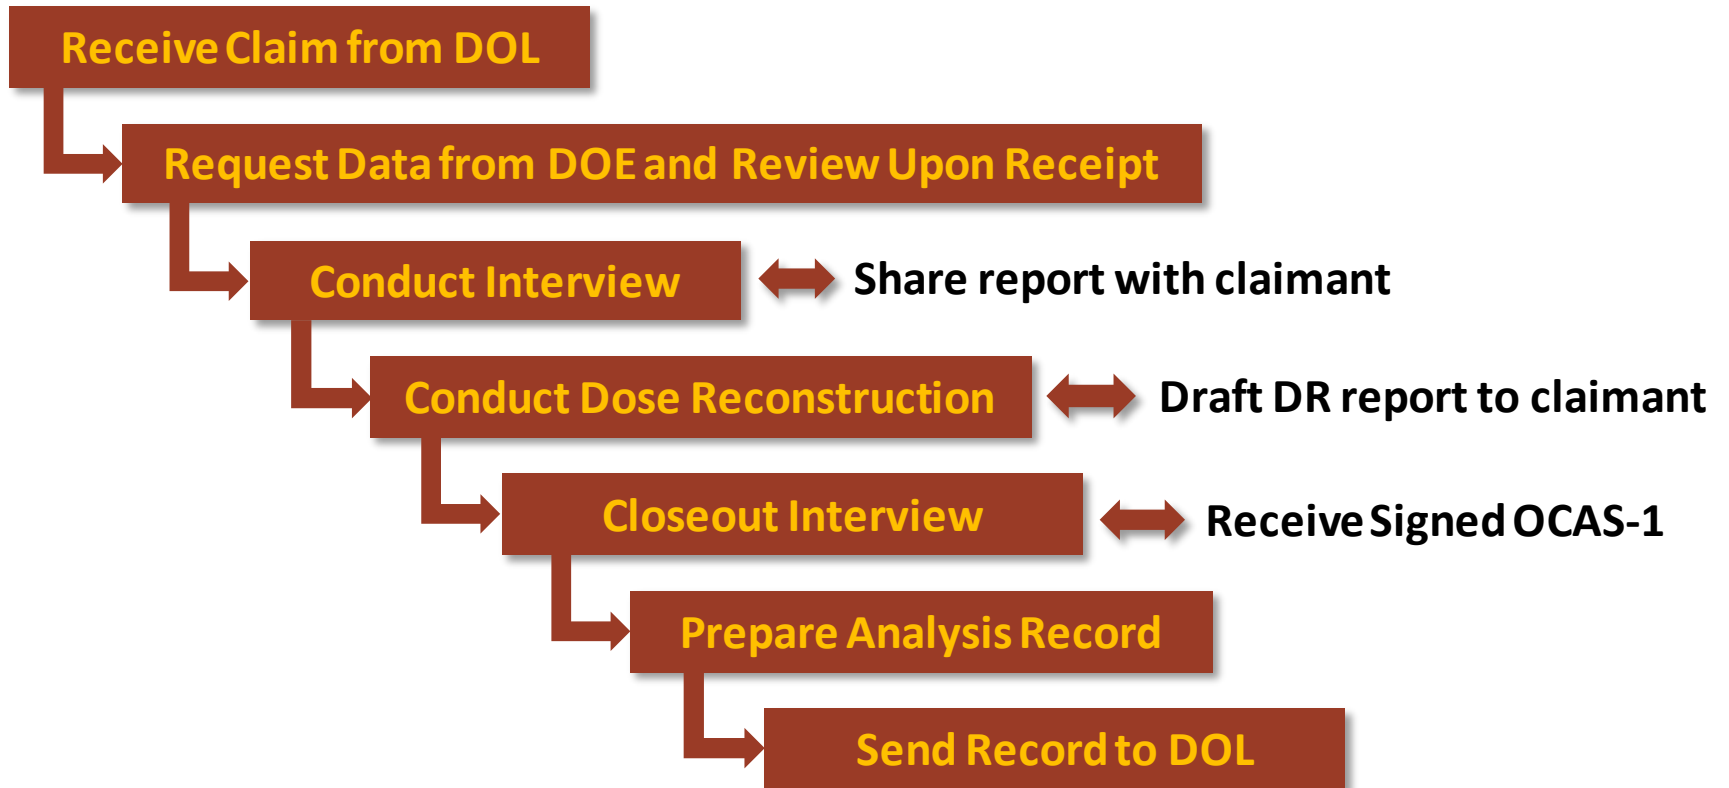 Receive Claim from DOL
Request Data from DOE and Review Upon Receipt
Conduct Interview
Share report with claimant
Conduct Dose Reconstruction
Draft DR report to claimant
Closeout Interview
Receive Signed OCAS-1
Prepare Analysis Record
Send Record to DOL